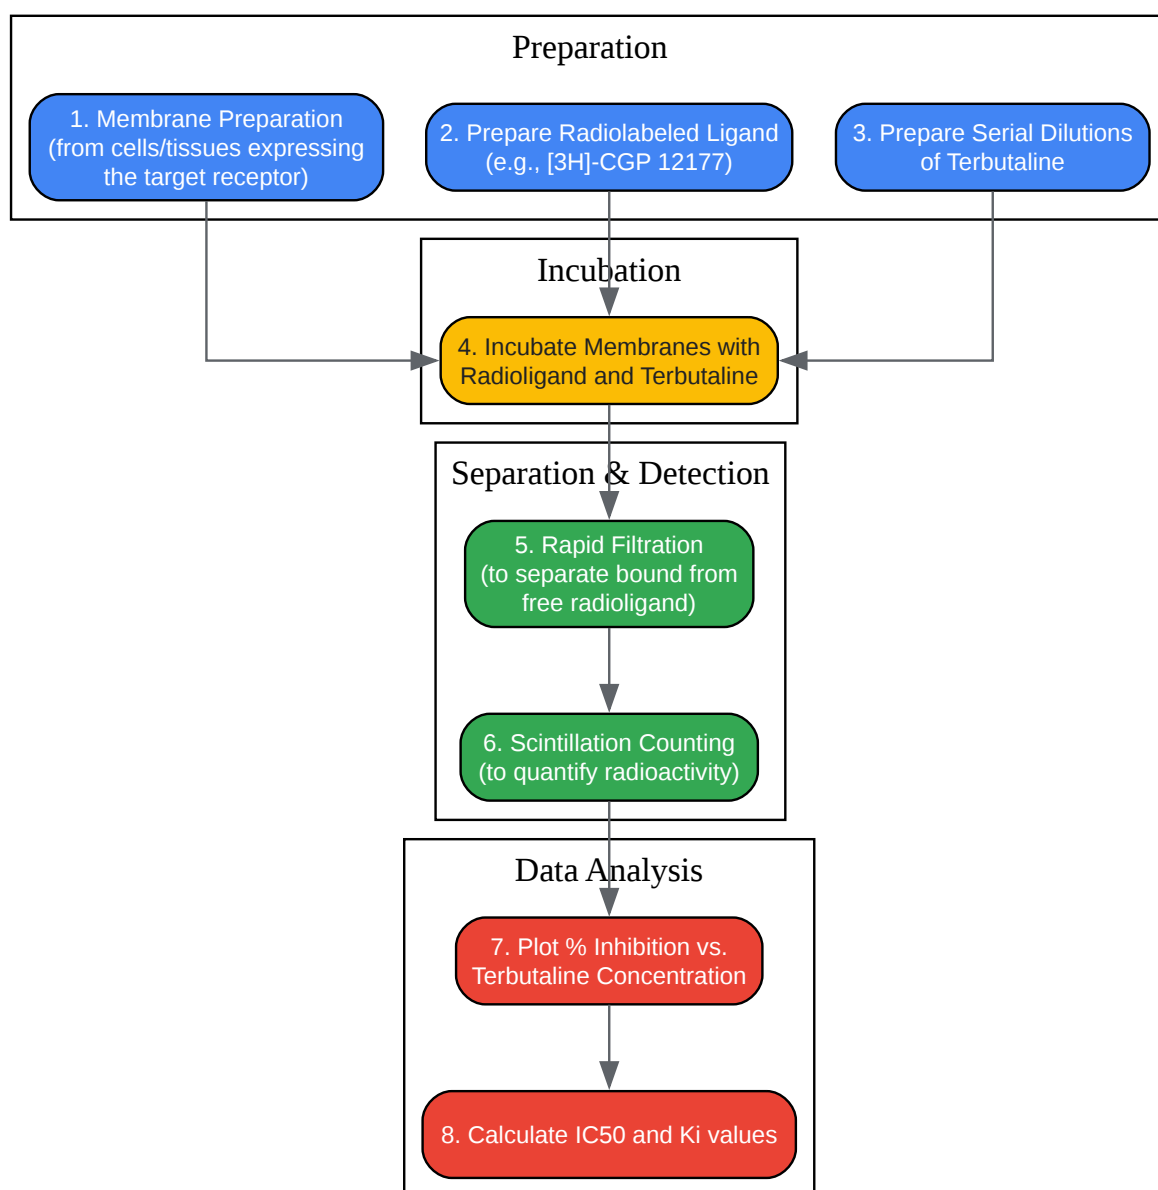 Preparation
1. Membrane Preparation
(from cells/tissues expressing
the target receptor)
2. Prepare Radiolabeled Ligand
(e.g., [3H]-CGP 12177)
3. Prepare Serial Dilutions
of Terbutaline
Incubation
4. Incubate Membranes with
Radioligand and Terbutaline
Separation & Detection
5. Rapid Filtration
(to separate bound from
free radioligand)
6. Scintillation Counting
(to quantify radioactivity)
Data Analysis
7. Plot % Inhibition vs.
Terbutaline Concentration
8. Calculate IC50 and Ki values